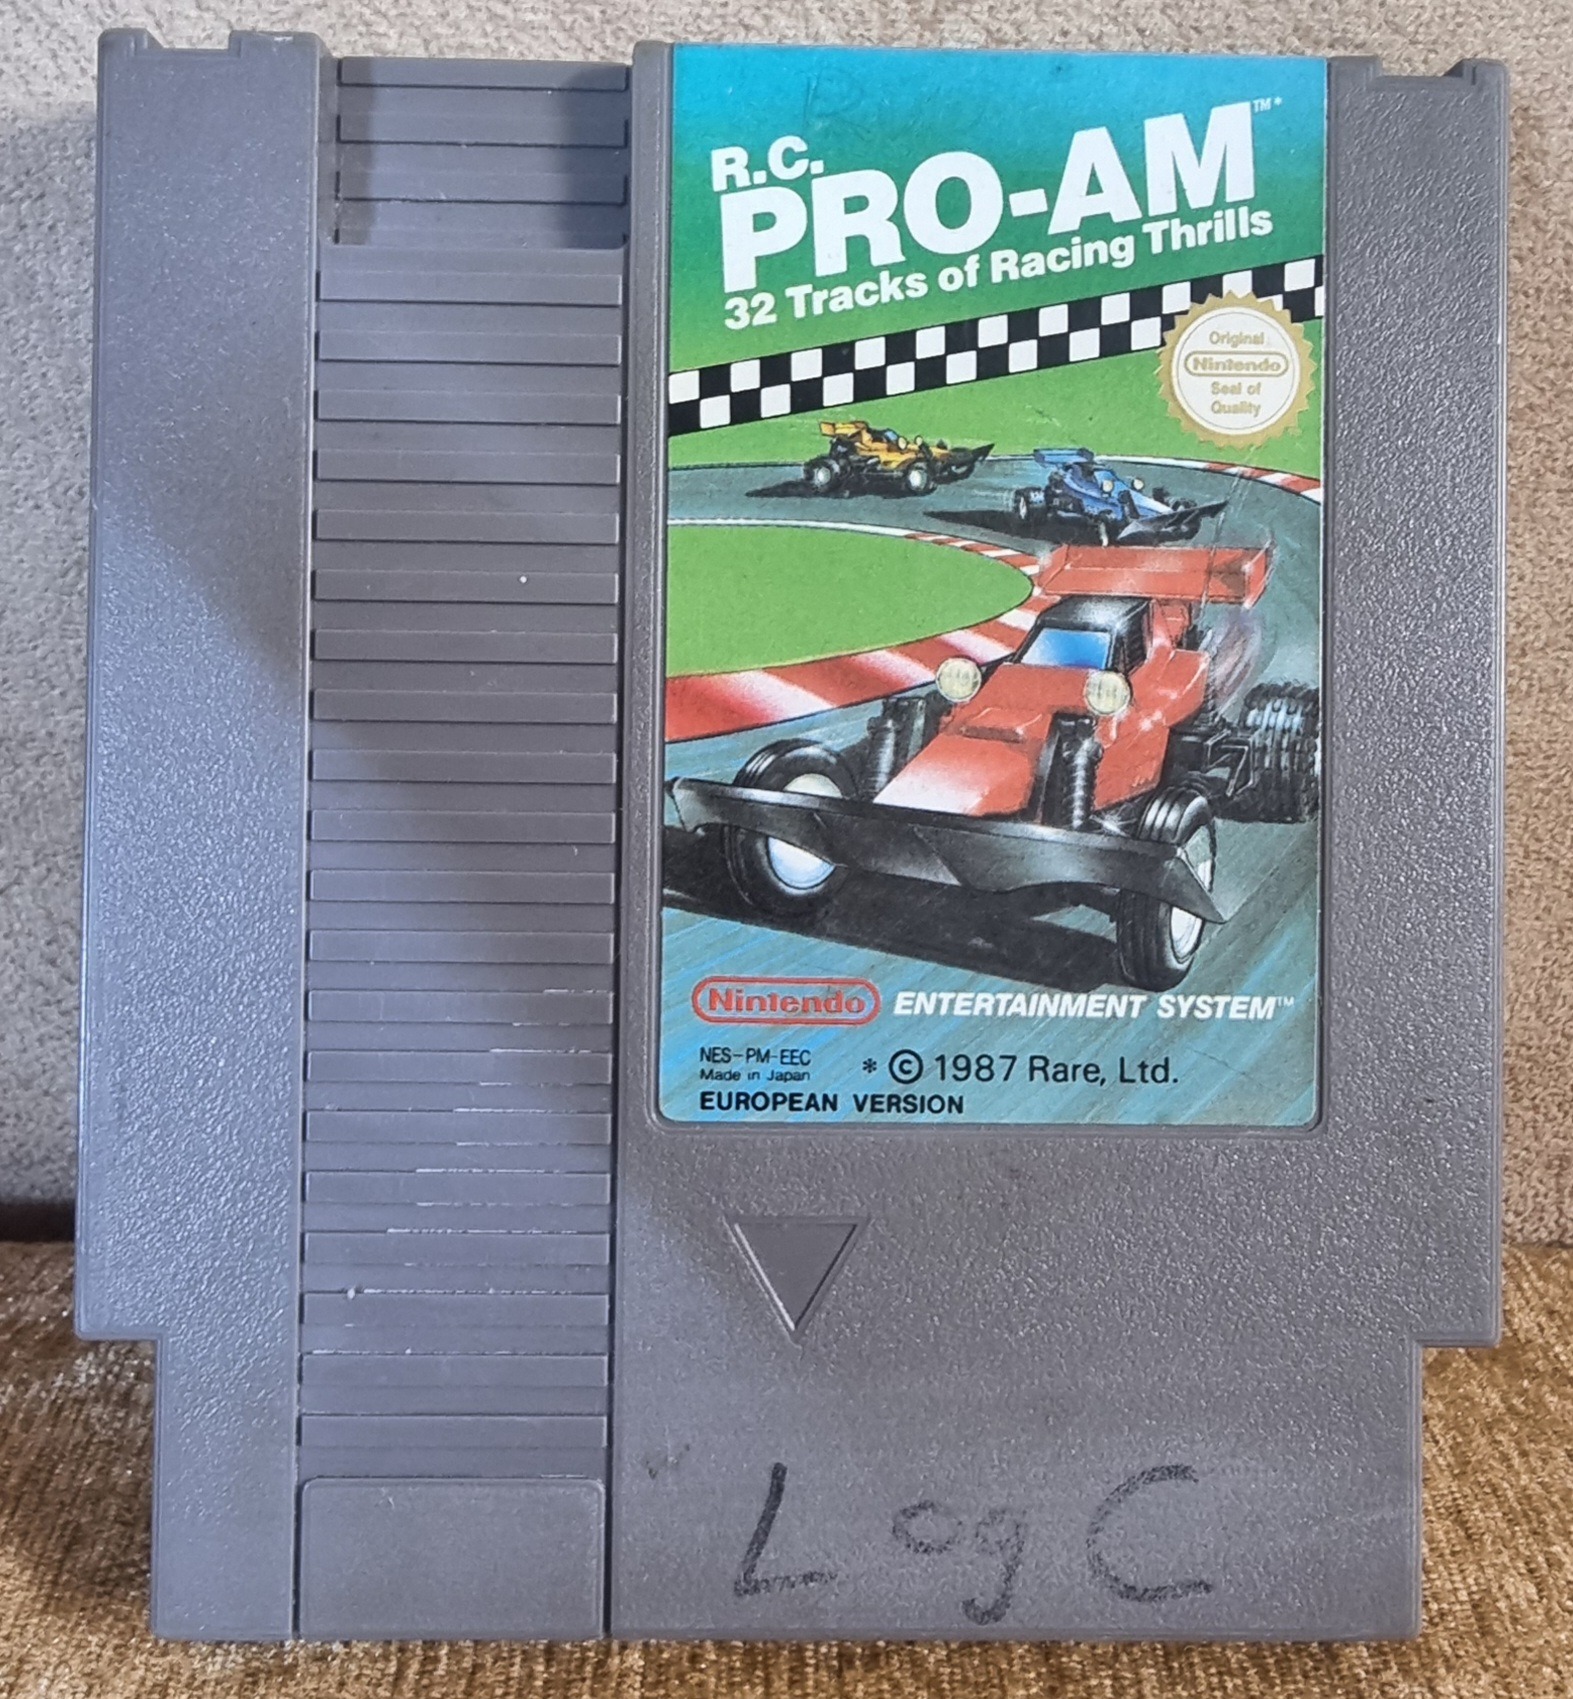 R.C.
PRO-AM™*
32 Tracks of Racing Thrills
Original
Nintendo
Seal of
Quality
Nintendo ENTERTAINMENT SYSTEM™
NES-PM-EEC
Made in Japan
* © 1987 Rare, Ltd.
EUROPEAN VERSION
Log C